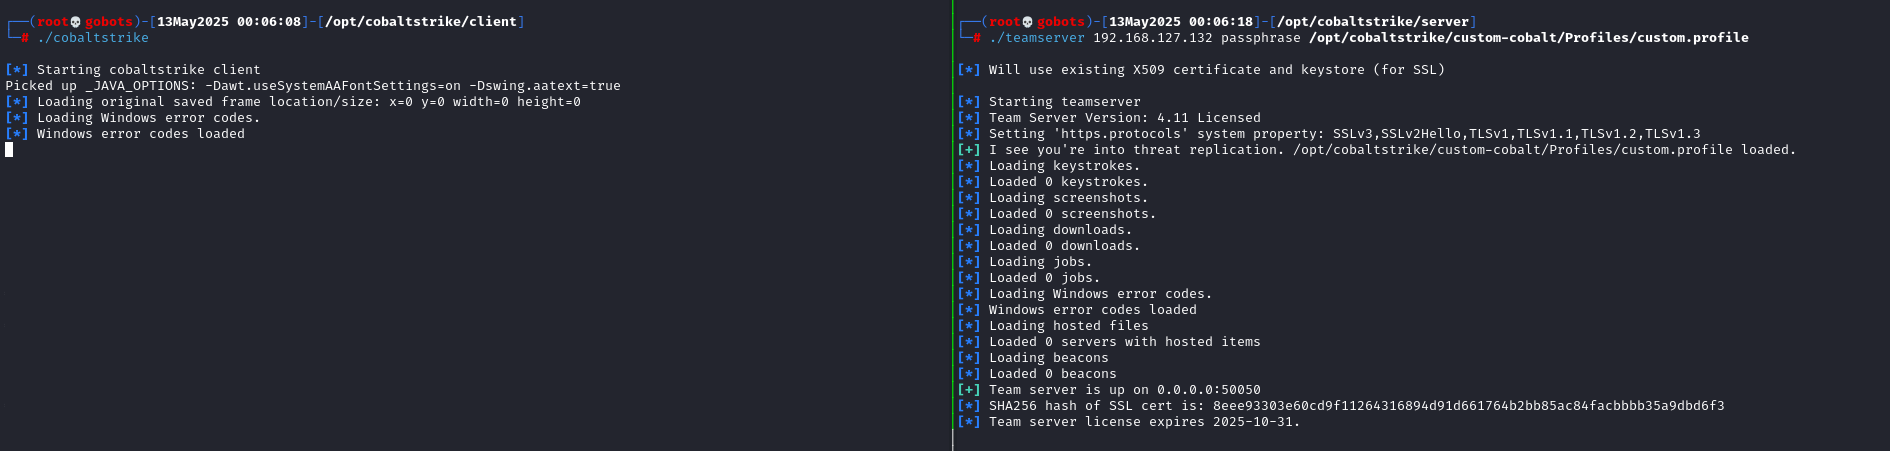 ┌──(root💀gobots)-[13May2025 00:06:08]-[/opt/cobaltstrike/client]
└─# ./cobaltstrike
[*] Starting cobaltstrike client
Picked up _JAVA_OPTIONS: -Dawt.useSystemAAFontSettings=on -Dswing.aatext=true
[*] Loading original saved frame location/size: x=0 y=0 width=0 height=0
[*] Loading Windows error codes.
[*] Windows error codes loaded
┌──(root💀gobots)-[13May2025 00:06:18]-[/opt/cobaltstrike/server]
└─# ./teamserver 192.168.127.132 passphrase /opt/cobaltstrike/custom-cobalt/Profiles/custom.profile
[*] Will use existing X509 certificate and keystore (for SSL)
[*] Starting teamserver
[*] Team Server Version: 4.11 Licensed
[*] Setting 'https.protocols' system property: SSLv3,SSLv2Hello,TLSv1,TLSv1.1,TLSv1.2,TLSv1.3
[+] I see you're into threat replication. /opt/cobaltstrike/custom-cobalt/Profiles/custom.profile loaded.
[*] Loading keystrokes.
[*] Loaded 0 keystrokes.
[*] Loading screenshots.
[*] Loaded 0 screenshots.
[*] Loading downloads.
[*] Loaded 0 downloads.
[*] Loading jobs.
[*] Loaded 0 jobs.
[*] Loading Windows error codes.
[*] Windows error codes loaded
[*] Loading hosted files
[*] Loaded 0 servers with hosted items
[*] Loading beacons
[*] Loaded 0 beacons
[+] Team server is up on 0.0.0.0:50050
[*] SHA256 hash of SSL cert is: 8eee93303e60cd9f11264316894d91d661764b2bb85ac84facbbbb35a9dbd6f3
[*] Team server license expires 2025-10-31.